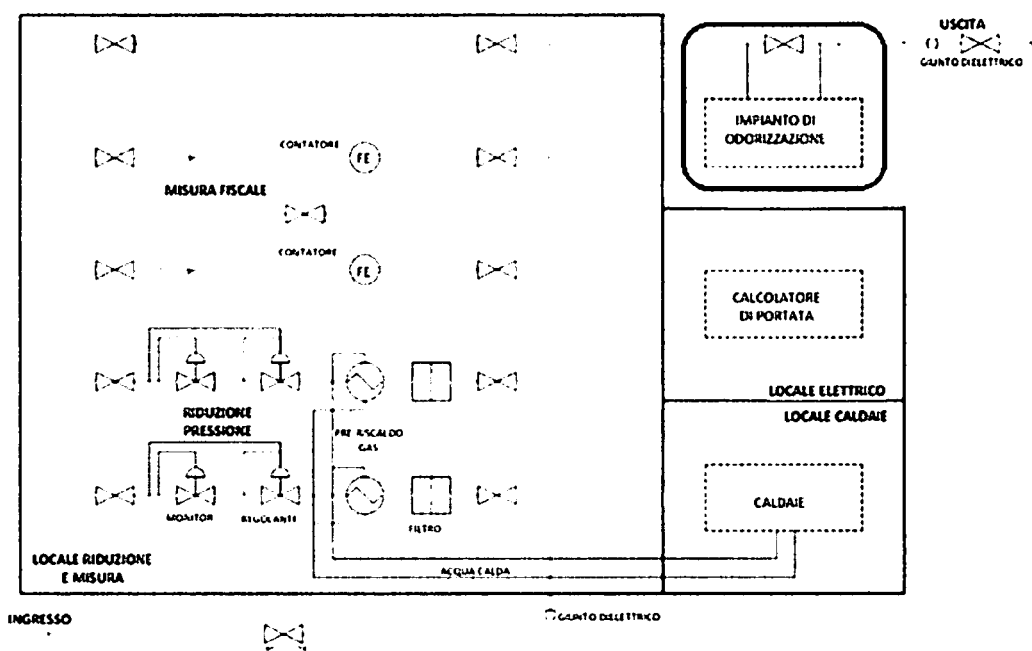 USCITA
GIUNTO DIELETTRICO
IMPIANTO DI
ODORIZZAZIONE
CONTATORE
FE
MISURA FISCALE
CONTATORE
FE
CALCOLATORE
DI PORTATA
LOCALE ELETTRICO
LOCALE CALDAIE
RIDUZIONE
PRESSIONE
PRE RISCALDO
GAS
CALDAIE
MONITOR
REGOLANTE
FILTRO
LOCALE RIDUZIONE
E MISURA
ACQUA CALDA
INGRESSO
GIUNTO DIELETTRICO